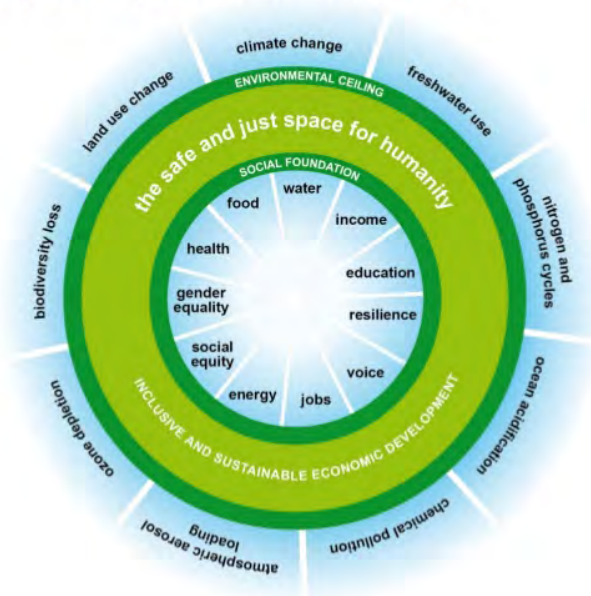 climate change
freshwater use
nitrogen and
phosphorus cycles
ocean acidification
chemical pollution
atmospheric aerosol
loading
ozone depletion
biodiversity loss
land use change
ENVIRONMENTAL CEILING
the safe and just space for humanity
SOCIAL FOUNDATION
water
income
education
resilience
voice
jobs
energy
social
equity
gender
equality
health
food
INCLUSIVE AND SUSTAINABLE ECONOMIC DEVELOPMENT